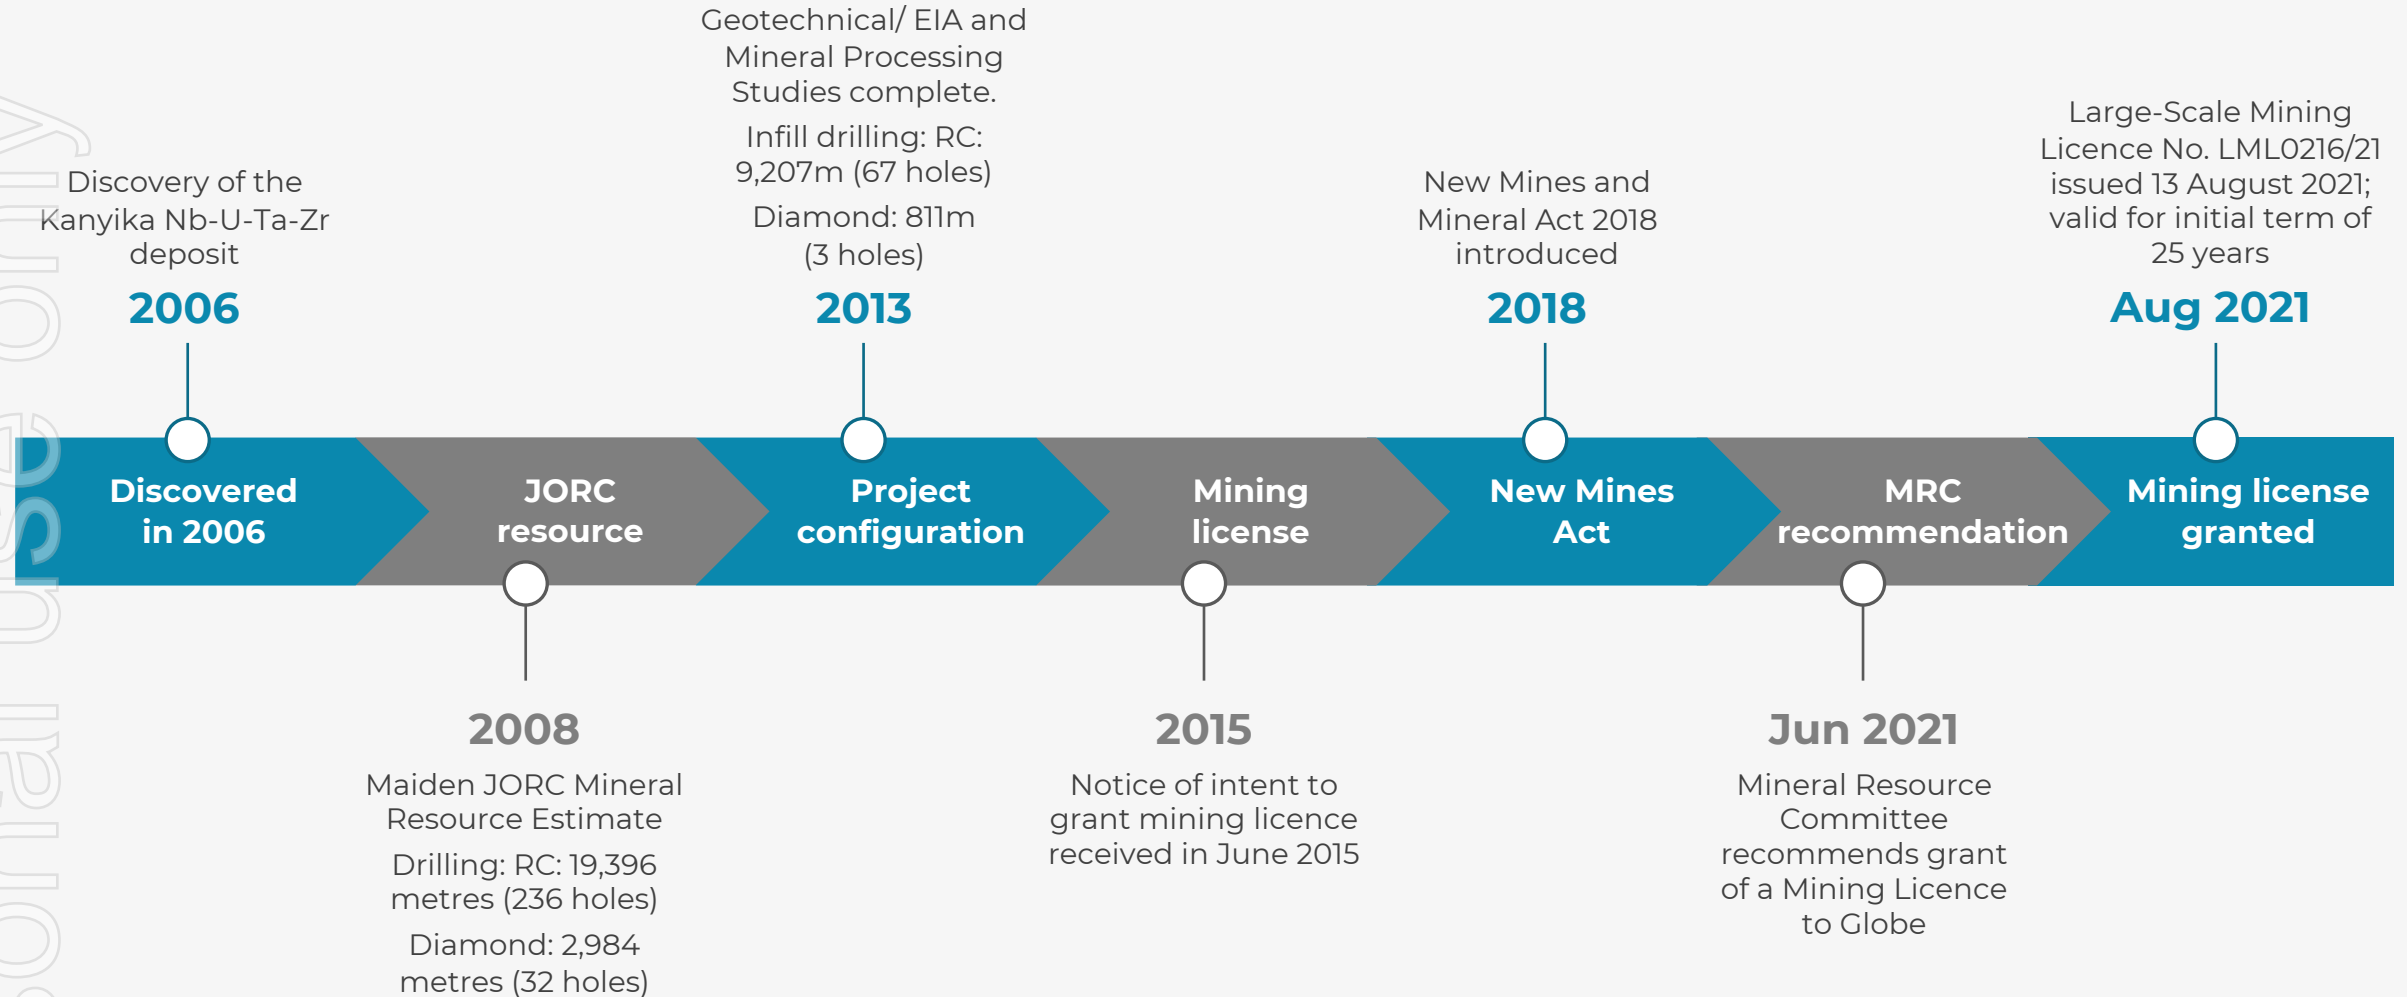 Discovery of the
Kanyika Nb-U-Ta-Zr
deposit
2006
Discovered
in 2006
JORC
resource
2008
Maiden JORC Mineral
Resource Estimate
Drilling: RC: 19,396
metres (236 holes)
Diamond: 2,984
metres (32 holes)
Geotechnical/ EIA and
Mineral Processing
Studies complete.
Infill drilling: RC:
9,207m (67 holes)
Diamond: 811m
(3 holes)
2013
Project
configuration
Mining
license
2015
Notice of intent to
grant mining licence
received in June 2015
New Mines and
Mineral Act 2018
introduced
2018
New Mines
Act
MRC
recommendation
Jun 2021
Mineral Resource
Committee
recommends grant
of a Mining Licence
to Globe
Large-Scale Mining
Licence No. LML0216/21
issued 13 August 2021;
valid for initial term of
25 years
Aug 2021
Mining license
granted
use only